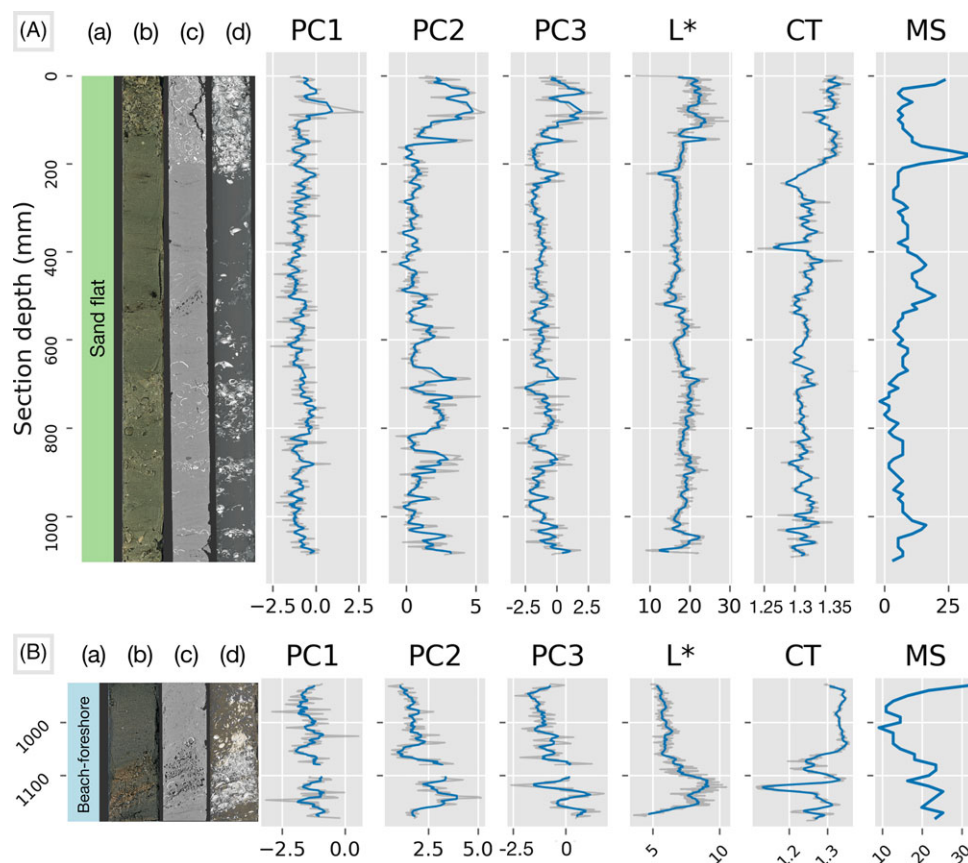 (A) (a) (b) (c) (d) PC1 PC2 PC3 L* CT MS
Section depth (mm)
0
200
400
600
800
1000
Sand flat
−2.5 0.0 2.5
0 5
-2.5 0 2.5
10 20 30
1.25 1.3 1.35
0 25
(B) (a) (b) (c) (d) PC1 PC2 PC3 L* CT MS
1000
1100
Beach-foreshore
−2.5 0.0
2.5 5.0
−2.5 0
5 10
1.2 1.3
10 20 30